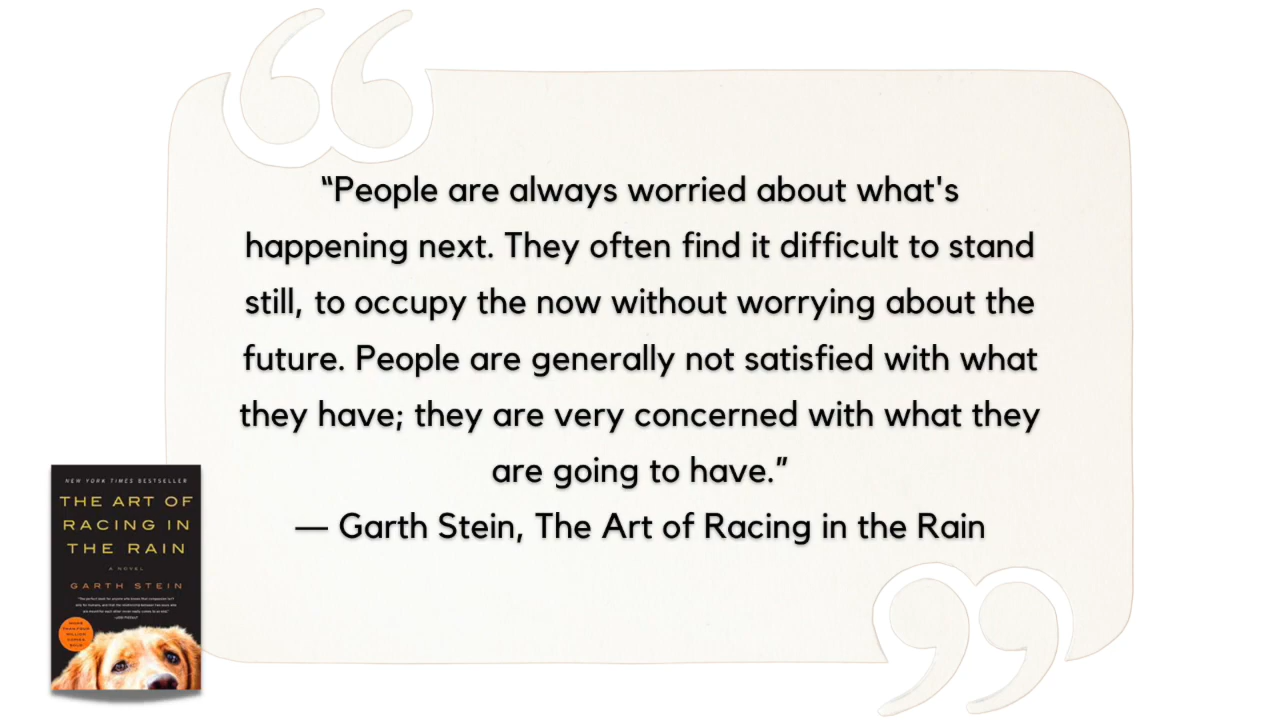 “People are always worried about what's
happening next. They often find it difficult to stand
still, to occupy the now without worrying about the
future. People are generally not satisfied with what
they have; they are very concerned with what they
are going to have.”
— Garth Stein, The Art of Racing in the Rain
NEW YORK TIMES BESTSELLER
THE ART OF
RACING IN
THE RAIN
A NOVEL
GARTH STEIN